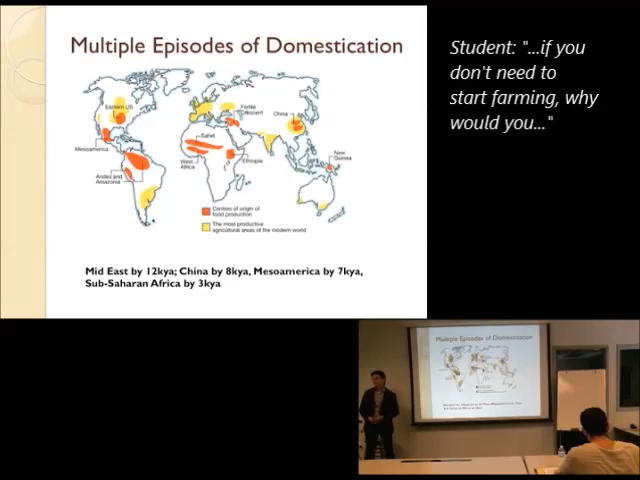 Multiple Episodes of Domestication
Eastern US
Mesoamerica
Andes and
Amazonia
Sahel
West
Africa
Fertile
Crescent
Ethiopia
China
New
Guinea
Centres of origin of
food production
The most productive
agricultural areas of the modern world
Mid East by 12kya; China by 8kya, Mesoamerica by 7kya,
Sub-Saharan Africa by 3kya
Student: "...if you
don't need to
start farming, why
would you..."
Multiple Episodes of Domestication